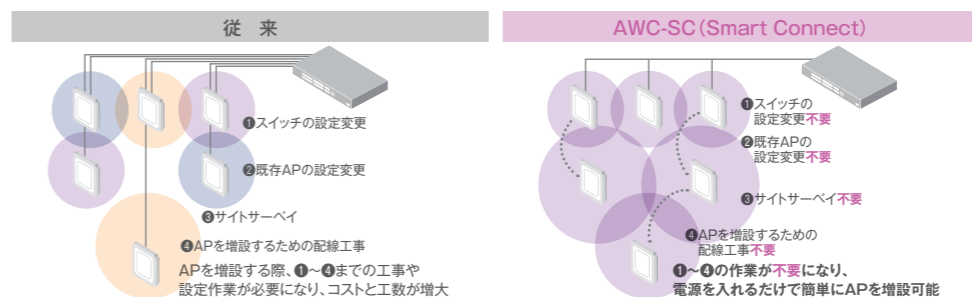 従 来
❶スイッチの設定変更
❷既存APの設定変更
❸サイトサーベイ
❹APを増設するための配線工事
APを増設する際、❶～❹までの工事や
設定作業が必要になり、コストと工数が増大
AWC-SC(Smart Connect)
❶スイッチの
設定変更不要
❷既存APの
設定変更不要
❸サイトサーベイ不要
❹APを増設するための
配線工事不要
❶～❹の作業が不要になり、
電源を入れるだけで簡単にAPを増設可能